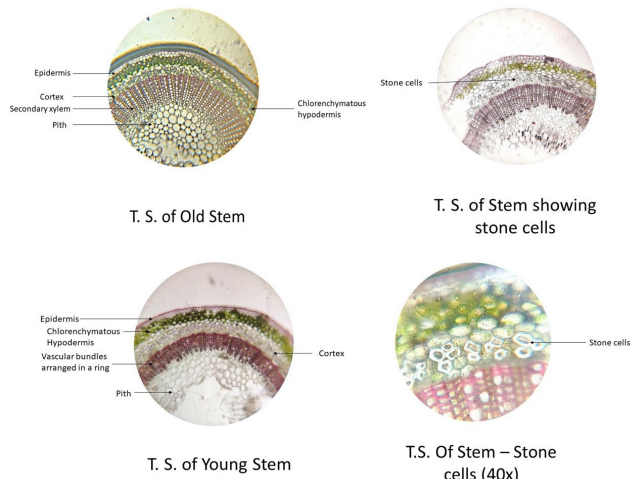 Epidermis
Cortex
Secondary xylem
Pith
Chlorenchymatous
hypodermis
T. S. of Old Stem
Stone cells
T. S. of Stem showing
stone cells
Epidermis
Chlorenchymatous
Hypodermis
Vascular bundles
arranged in a ring
Pith
Cortex
T. S. of Young Stem
Stone cells
T.S. Of Stem – Stone
cells (40x)